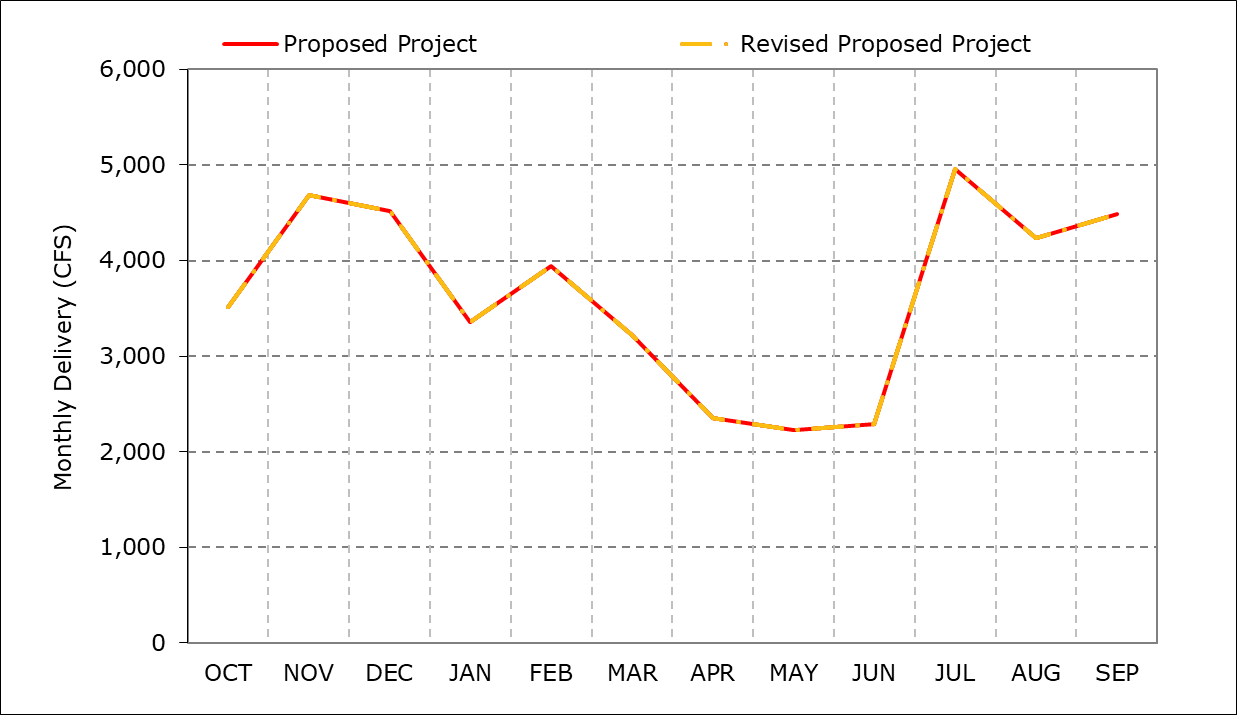 Proposed Project
Revised Proposed Project
6,000
5,000
4,000
3,000
2,000
1,000
0
Monthly Delivery (CFS)
OCT NOV DEC JAN FEB MAR APR MAY JUN JUL AUG SEP